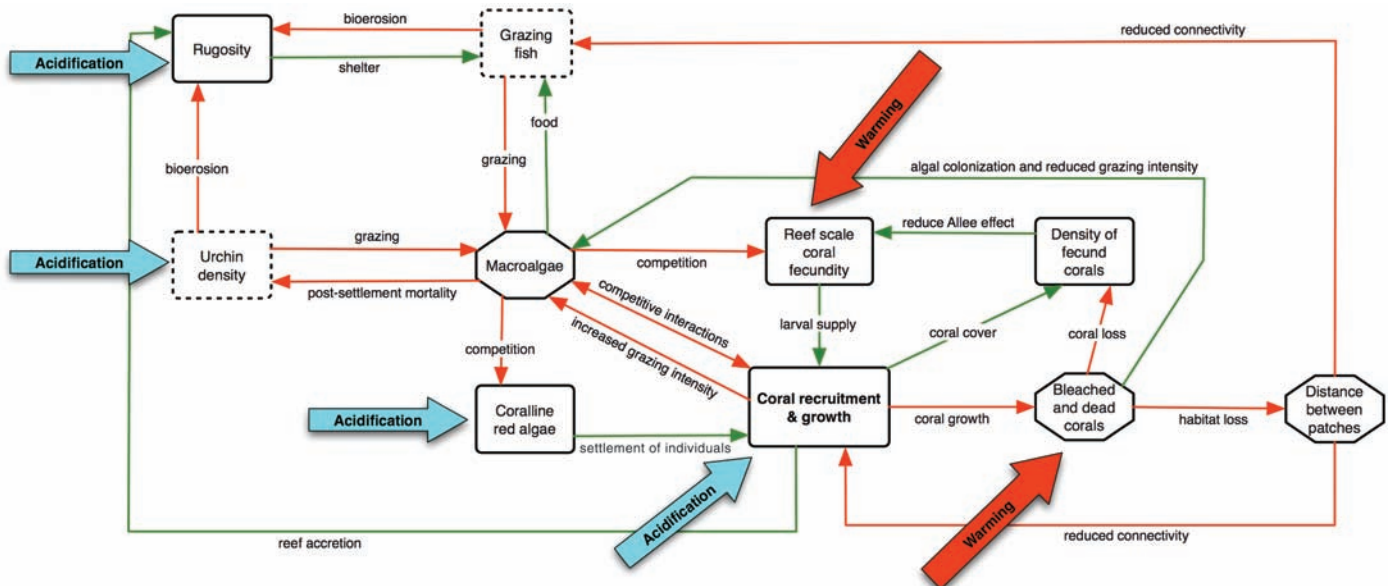 bioerosion
Grazing
fish
reduced connectivity
Rugosity
Acidification
shelter
Warming
food
grazing
algal colonization and reduced grazing intensity
bioerosion
grazing
Reef scale
coral
fecundity
reduce Allee effect
Density of
fecund
corals
Acidification
Urchin
density
Macroalgae
competition
post-settlement mortality
competitive interactions
increased grazing intensity
larval supply
coral cover
coral loss
competition
Acidification
Coralline
red algae
settlement of individuals
Coral recruitment
& growth
coral growth
Bleached
and dead
corals
habitat loss
Distance
between
patches
Acidification
Warming
reef accretion
reduced connectivity